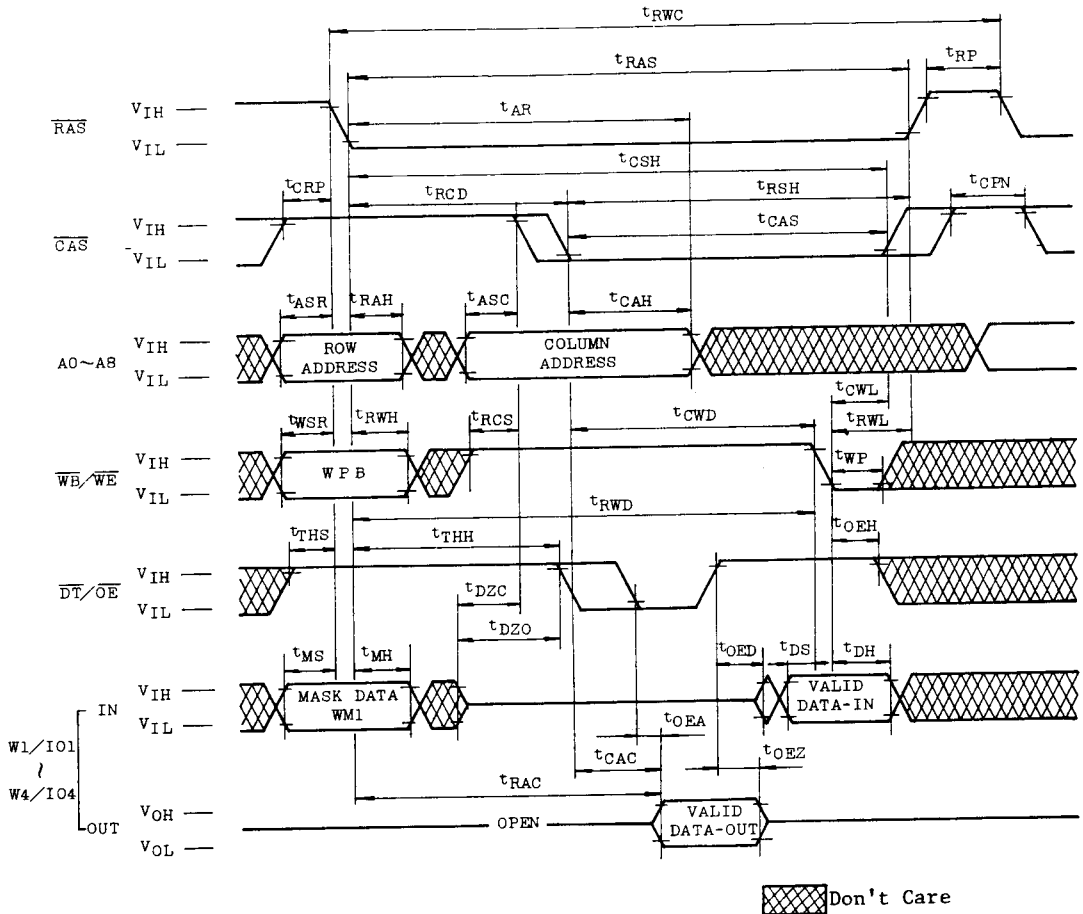 tRWC
tRAS
tRP
tAR
RAS
VIH
VIL
tCSH
tCRP
tRCD
tRSH
tCPN
CAS
VIH
VIL
tCAS
tASR
tRAH
tASC
tCAH
A0~A8
VIH
VIL
ROW
ADDRESS
COLUMN
ADDRESS
tCWL
tRWL
tWSR
tRWH
tRCS
tCWD
tWP
WB/WE
VIH
VIL
WPB
tRWD
tOEH
tTHS
tTHH
DT/OE
VIH
VIL
tDZC
tDZO
tMS
tMH
tOED
tDS
tDH
IN
VIH
VIL
MASK DATA
WM1
VALID
DATA-IN
tOEA
tOEZ
tCAC
tRAC
W1/IO1
~
W4/IO4
OUT
VOH
VOL
OPEN
VALID
DATA-OUT
Don't Care